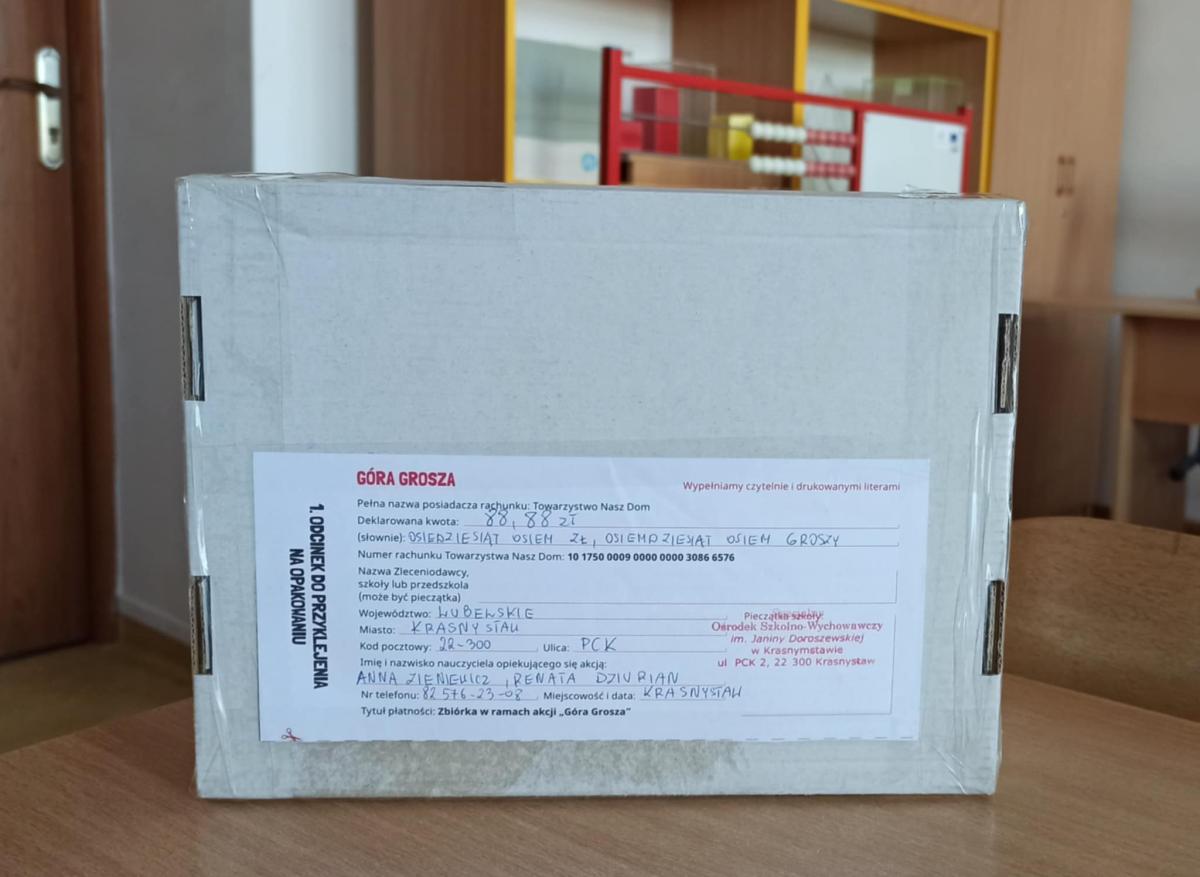 GÓRA GROSZA
Wypełniamy czytelnie i drukowanymi literami
1. ODCINEK DO PRZYKLEJENIA
NA OPAKOWANIU
Pełna nazwa posiadacza rachunku: Towarzystwo Nasz Dom
Deklarowana kwota: 88,88 zł
(słownie): OSIEDZIESIĄT OSIEM ZŁ, OSIEMDZIESIĄT OSIEM GROSZY
Numer rachunku Towarzystwa Nasz Dom: 10 1750 0009 0000 0000 3086 6576
Nazwa Zleceniodawcy,
szkoły lub przedszkola
(może być pieczątka)
Województwo: LUBELSKIE
Miasto: KRASNYSTAW
Kod pocztowy: 22-300 Ulica: PCK
Pieczątka szkoły:
Specjalny
Ośrodek Szkolno-Wychowawczy
im. Janiny Doroszewskiej
w Krasnymstawie
ul PCK 2, 22 300 Krasnystaw
Imię i nazwisko nauczyciela opiekującego się akcją:
ANNA ZIENIEWICZ, RENATA DZIURIAN
Nr telefonu: 82 576-23-08 Miejscowość i data: KRASNYSTAW
Tytuł płatności: Zbiórka w ramach akcji „Góra Grosza”